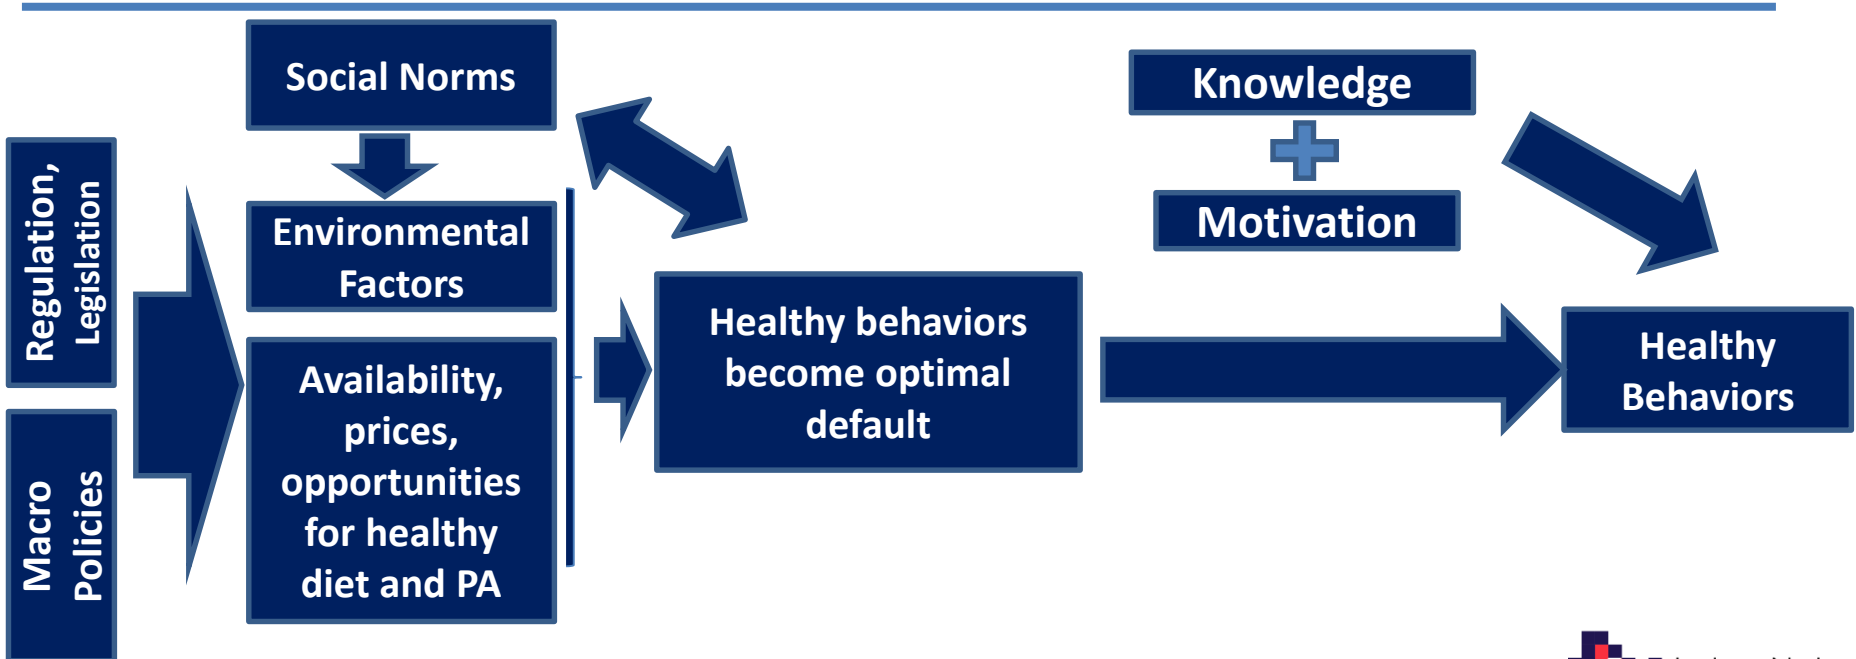 Social Norms
Knowledge
Regulation,
Legislation
Motivation
Environmental
Factors
Healthy behaviors
become optimal
default
Healthy
Behaviors
Availability,
prices,
opportunities
for healthy
diet and PA
Macro
Policies